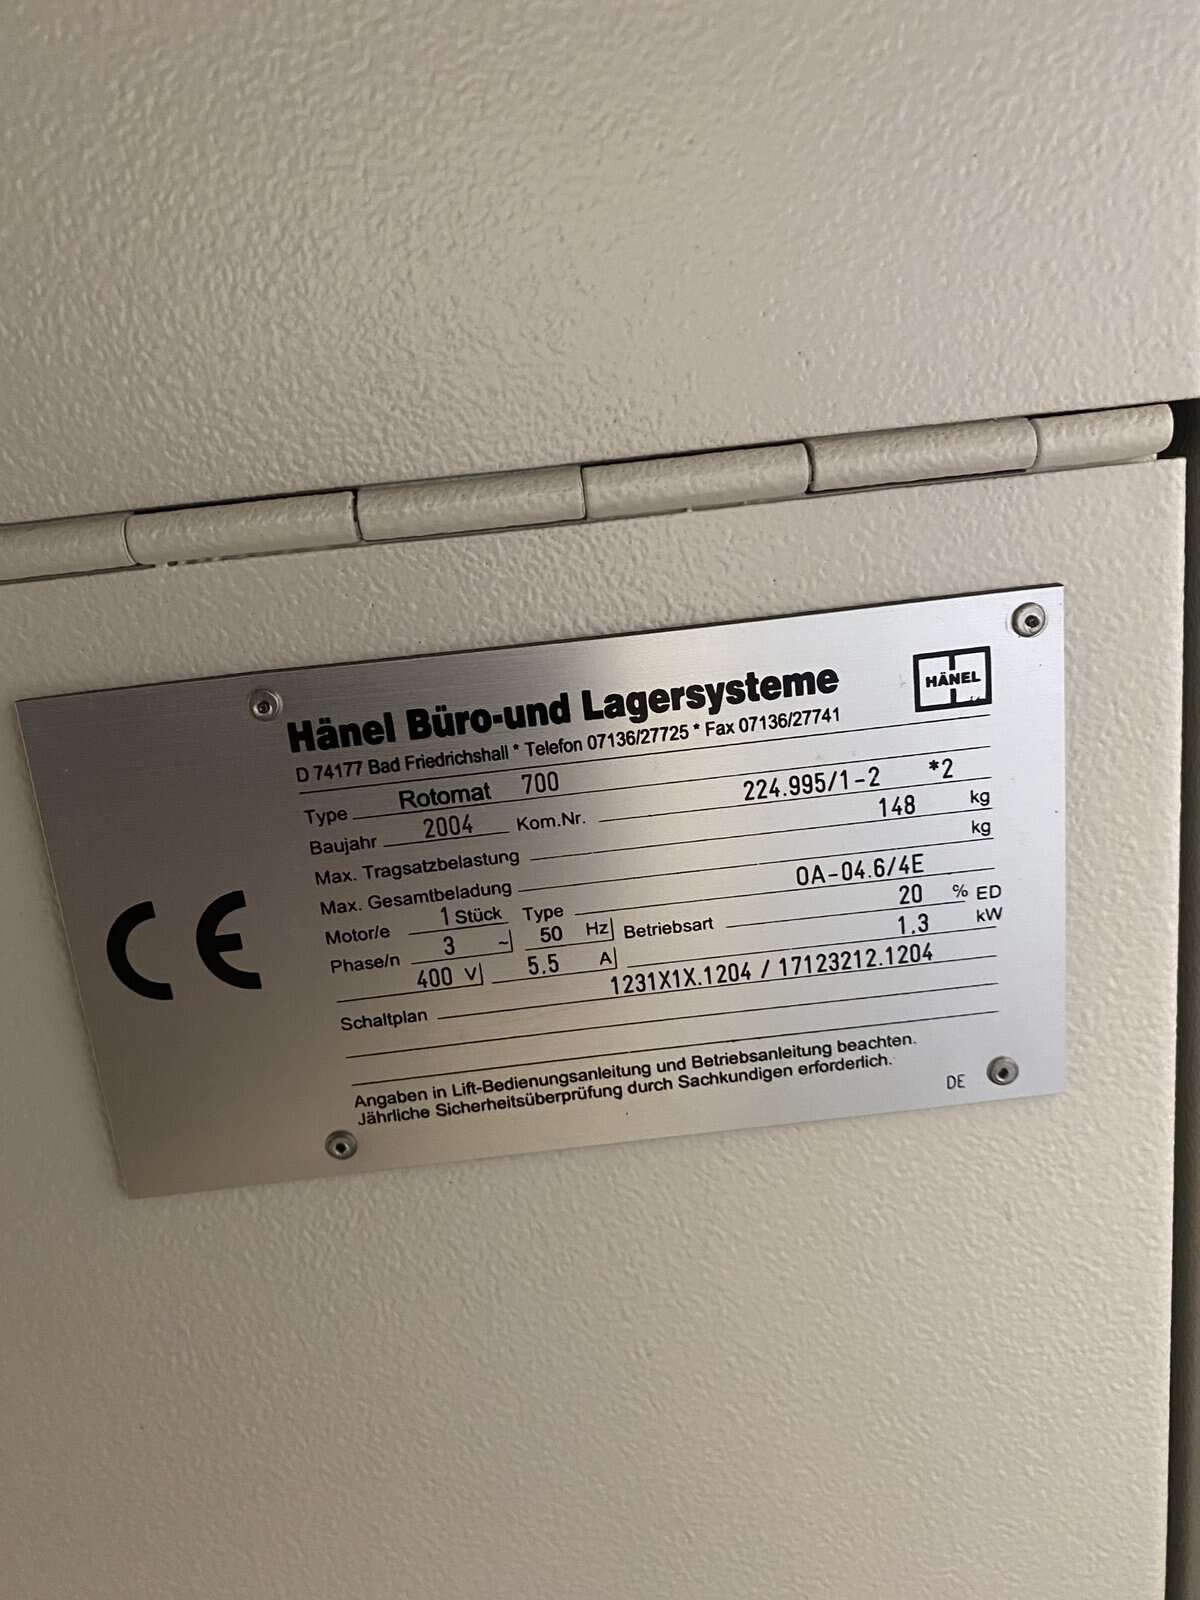 Hänel Büro-und Lagersysteme
HÄNEL
D 74177 Bad Friedrichshall * Telefon 07136/27725 * Fax 07136/27741
Type Rotomat 700
Baujahr 2004 Kom.Nr. 224.995/1-2 *2
Max. Tragsatzbelastung 148 kg
Max. Gesamtbeladung kg
Motor/e 1 Stück Type 0A-04.6/4E
Phase/n 3 ~ 50 Hz Betriebsart 20 % ED
400 V 5.5 A 1.3 kW
Schaltplan 1231X1X.1204 / 17123212.1204
Angaben in Lift-Bedienungsanleitung und Betriebsanleitung beachten.
Jährliche Sicherheitsüberprüfung durch Sachkundigen erforderlich.
DE
CE